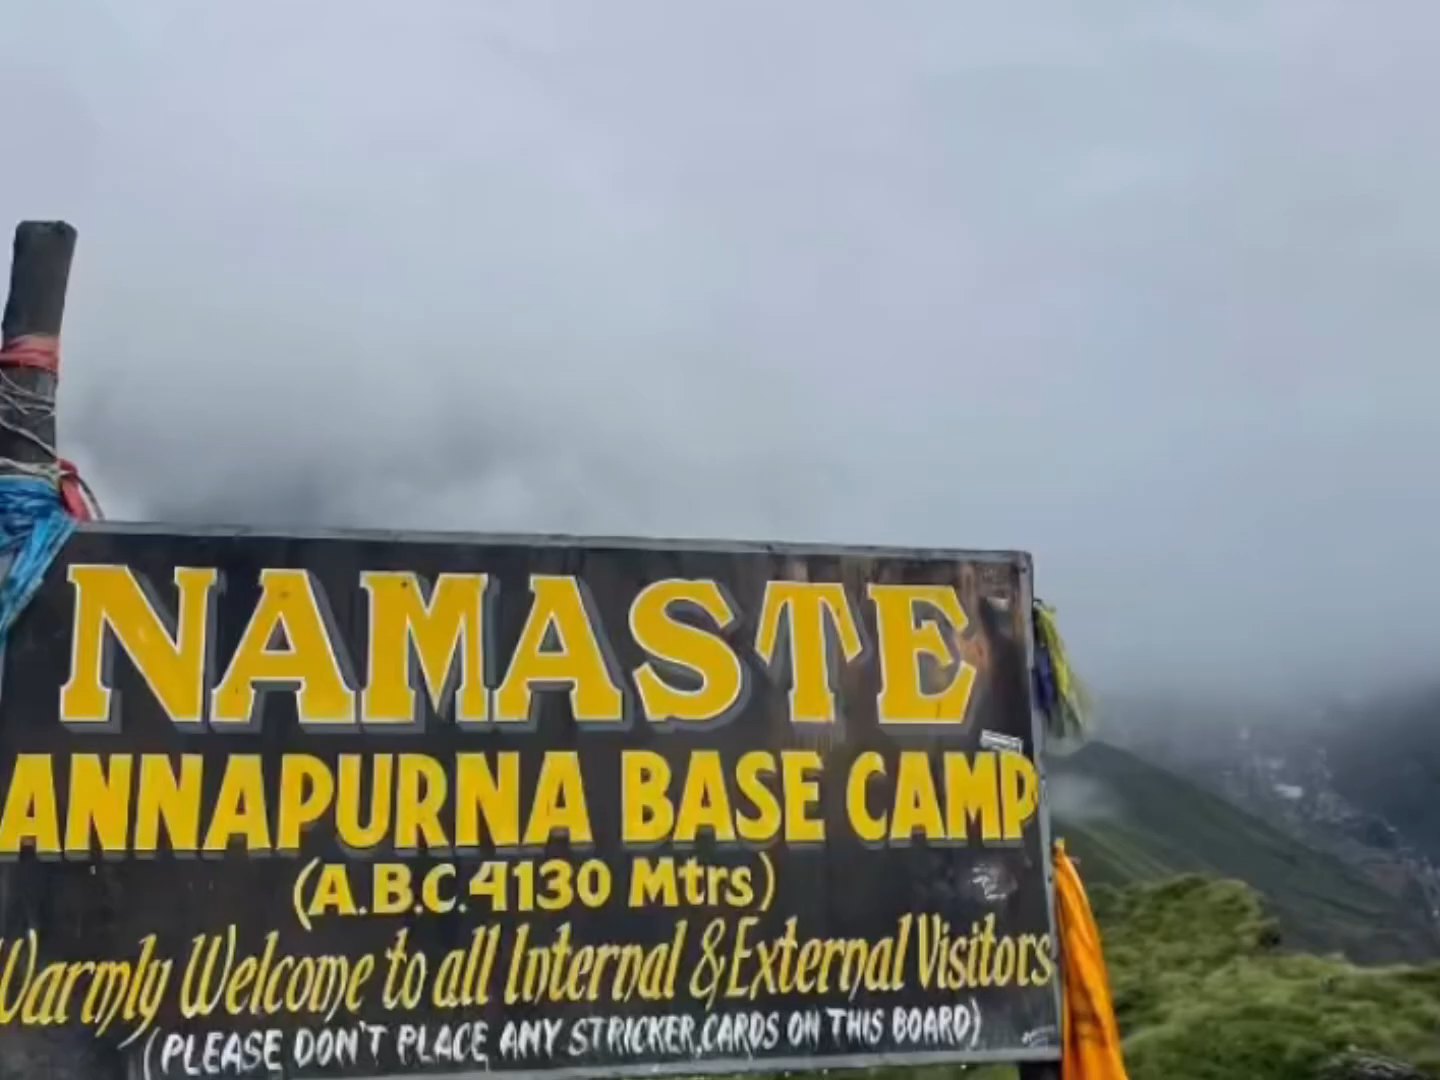 NAMASTE
ANNAPURNA BASE CAMP
(A.B.C.4130 Mtrs)
Warmly Welcome to all Internal & External Visitors
(PLEASE DON'T PLACE ANY STRICKER,CARDS ON THIS BOARD)